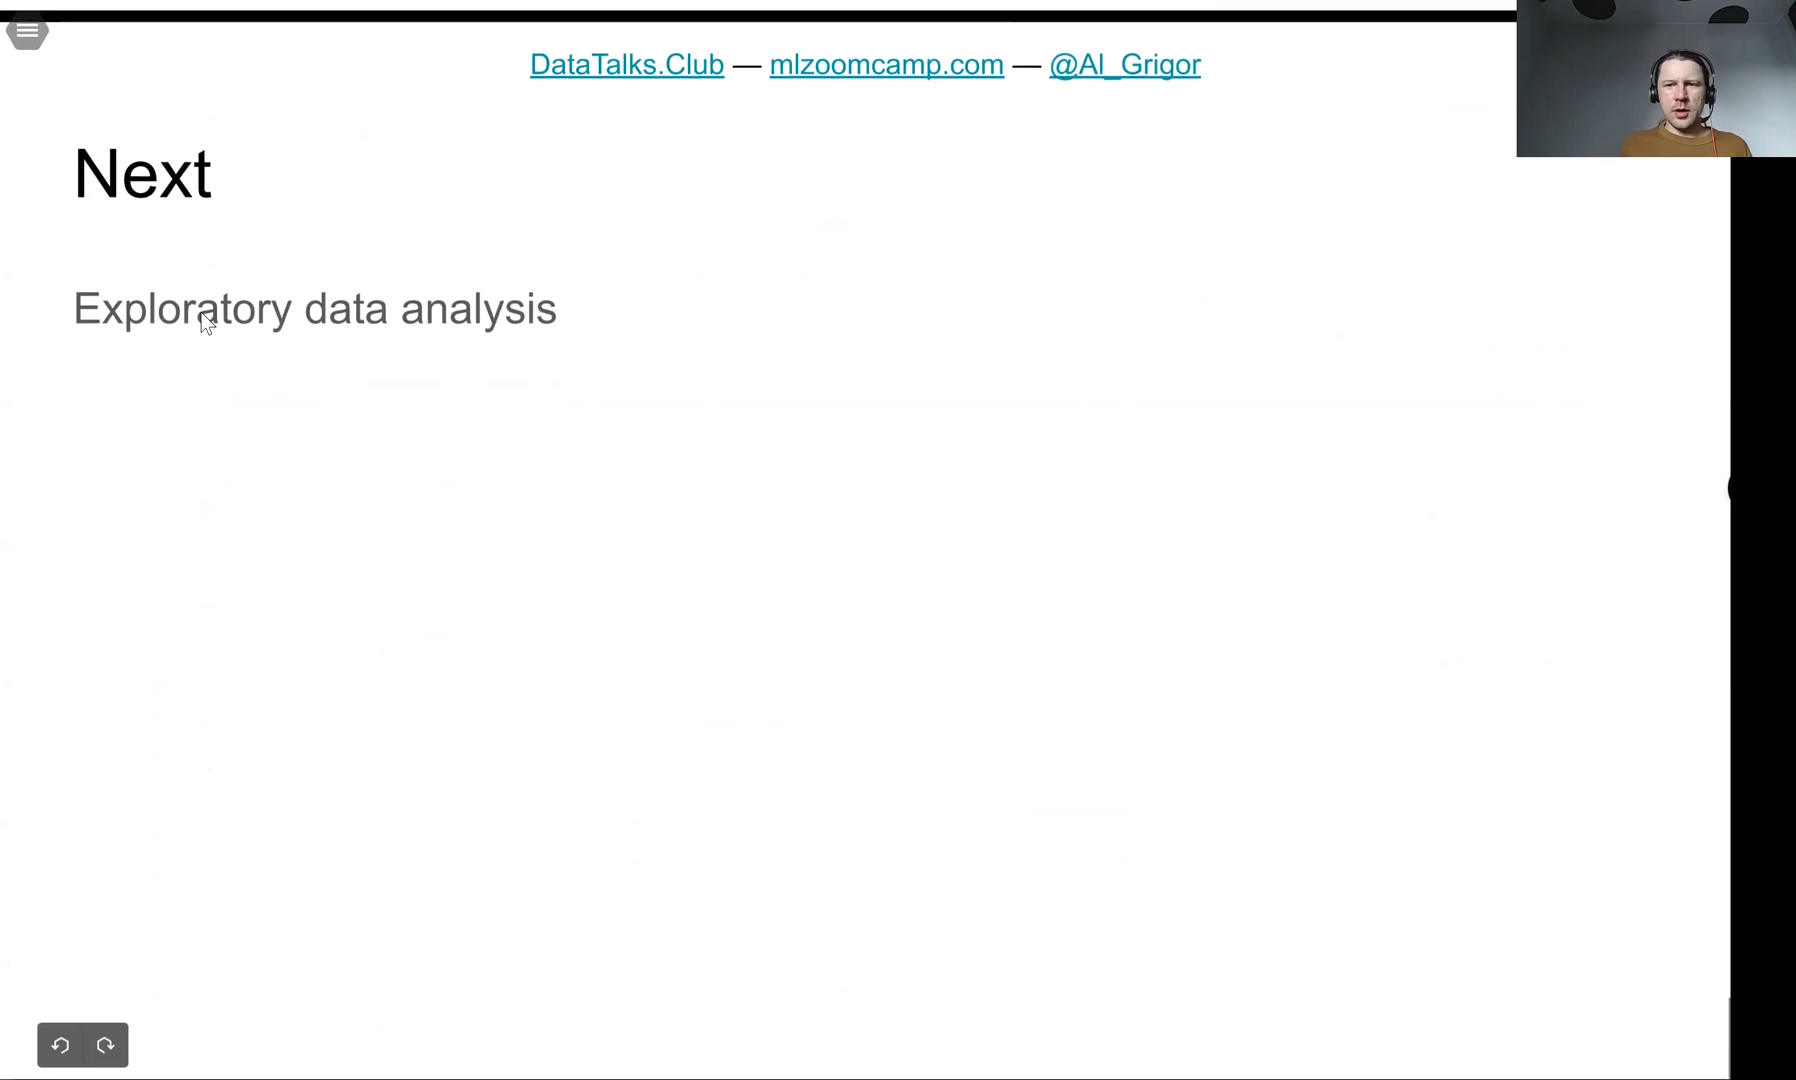 DataTalks.Club — mlzoomcamp.com — @Al_Grigor
Next
Exploratory data analysis